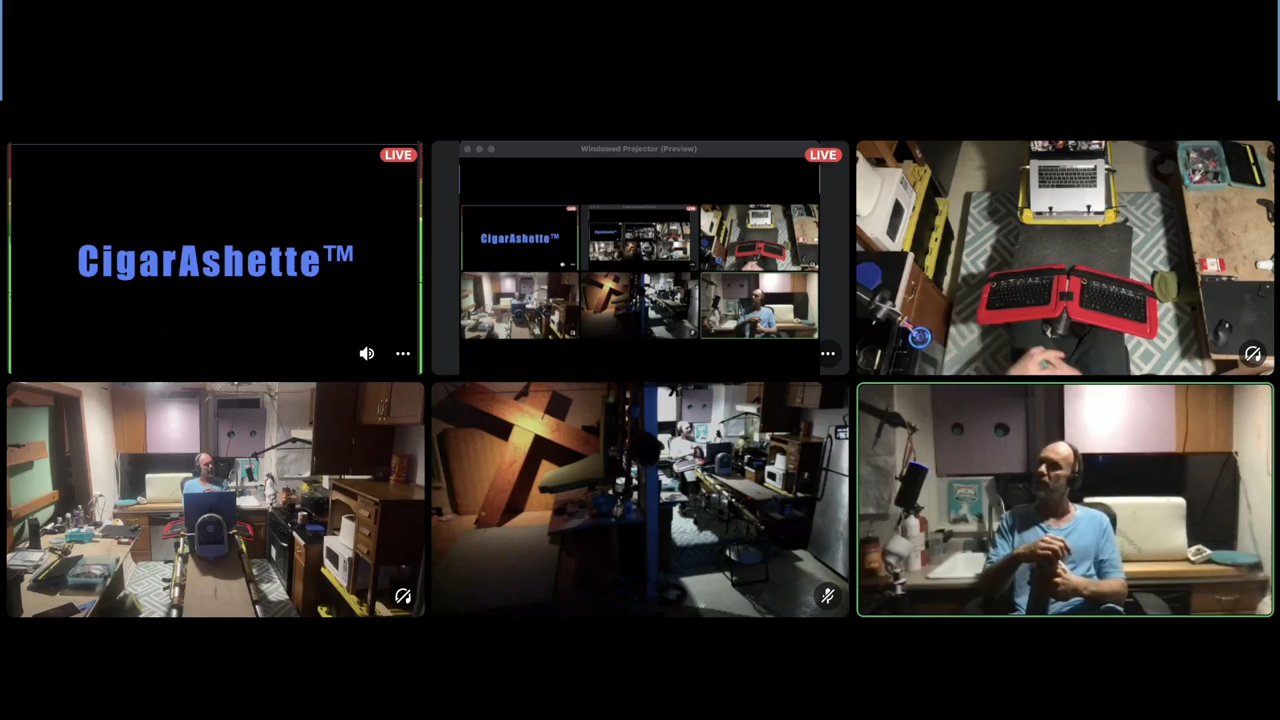 LIVE
CigarAshette™
Windowed Projector (Preview)
LIVE
CigarAshette™